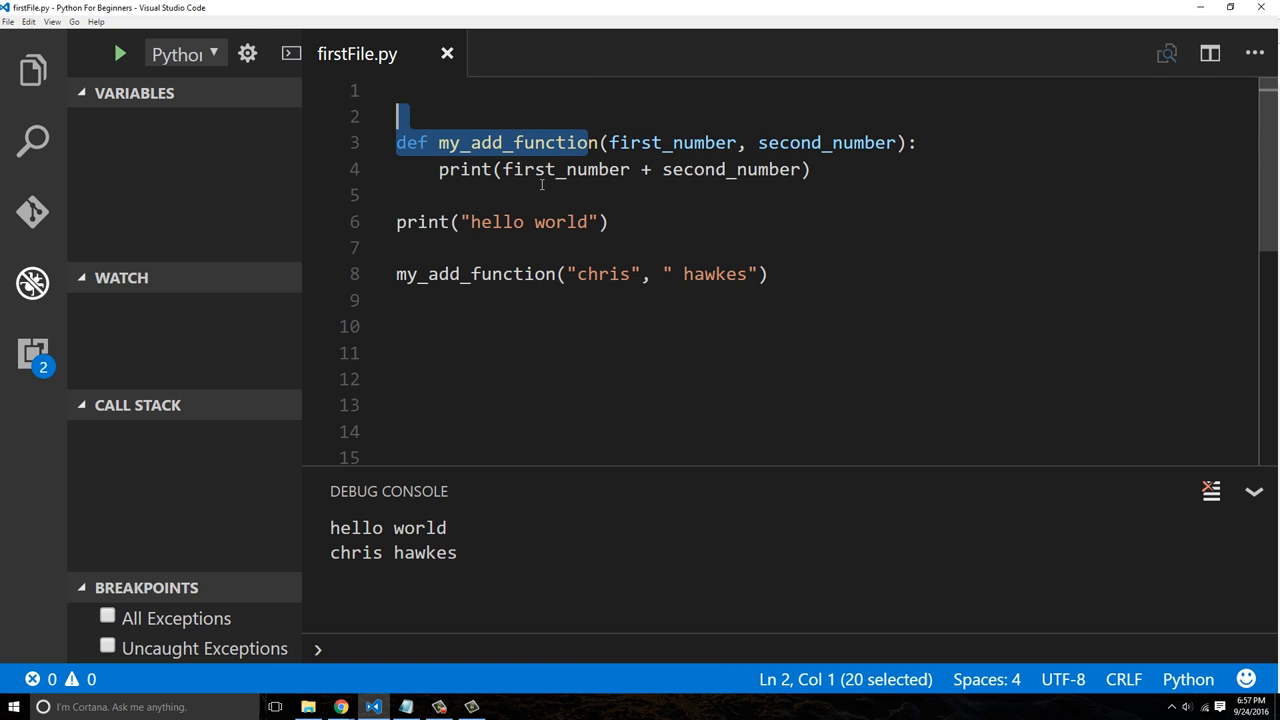 firstFile.py - Python For Beginners - Visual Studio Code
File Edit View Go Help
Python
firstFile.py
VARIABLES
WATCH
CALL STACK
BREAKPOINTS
All Exceptions
Uncaught Exceptions
2
1
2
3 def my_add_function(first_number, second_number):
4 print(first_number + second_number)
5
6 print("hello world")
7
8 my_add_function("chris", " hawkes")
9
10
11
12
13
14
15
DEBUG CONSOLE
hello world
chris hawkes
0 0 Ln 2, Col 1 (20 selected) Spaces: 4 UTF-8 CRLF Python
I'm Cortana. Ask me anything.
6:57 PM
9/24/2016